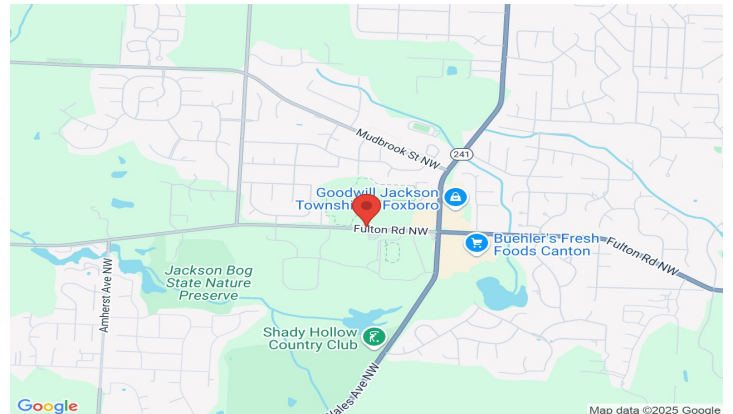 Mudbrook St NW
241
Goodwill Jackson
Township - Foxboro
Fulton Rd NW
Buehler's Fresh
Foods Canton
Fulton Rd NW
Jackson Bog
State Nature
Preserve
Amherst Ave NW
Shady Hollow
Country Club
Wales Ave NW
Google
Map data ©2025 Google